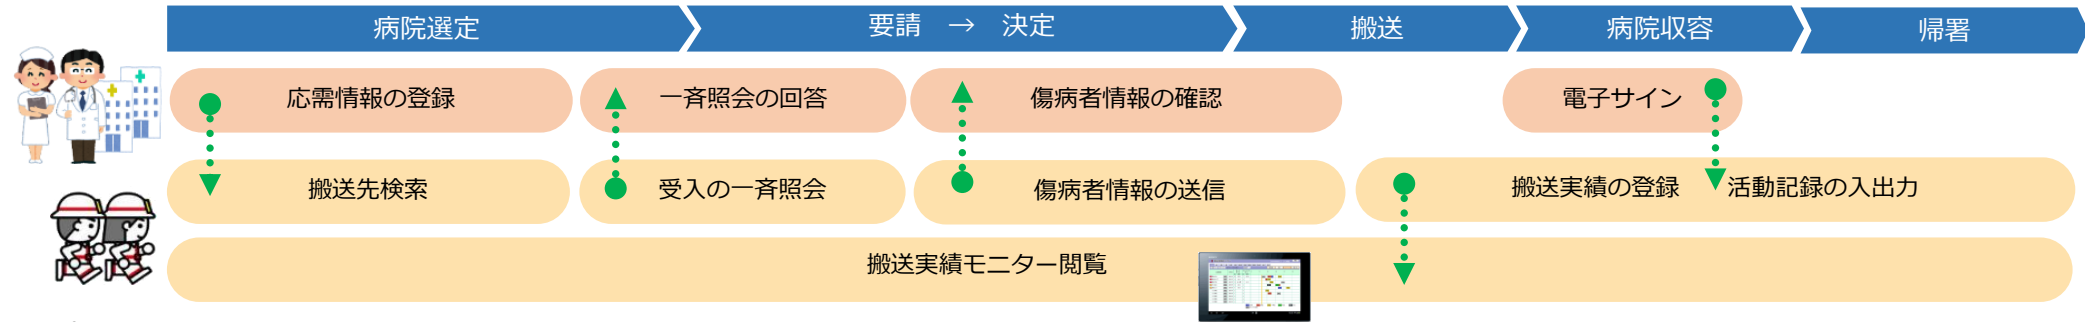 病院選定
要請 → 決定
搬送
病院収容
帰署
応需情報の登録
一斉照会の回答
傷病者情報の確認
電子サイン
搬送先検索
受入の一斉照会
傷病者情報の送信
搬送実績の登録
活動記録の入出力
搬送実績モニター閲覧